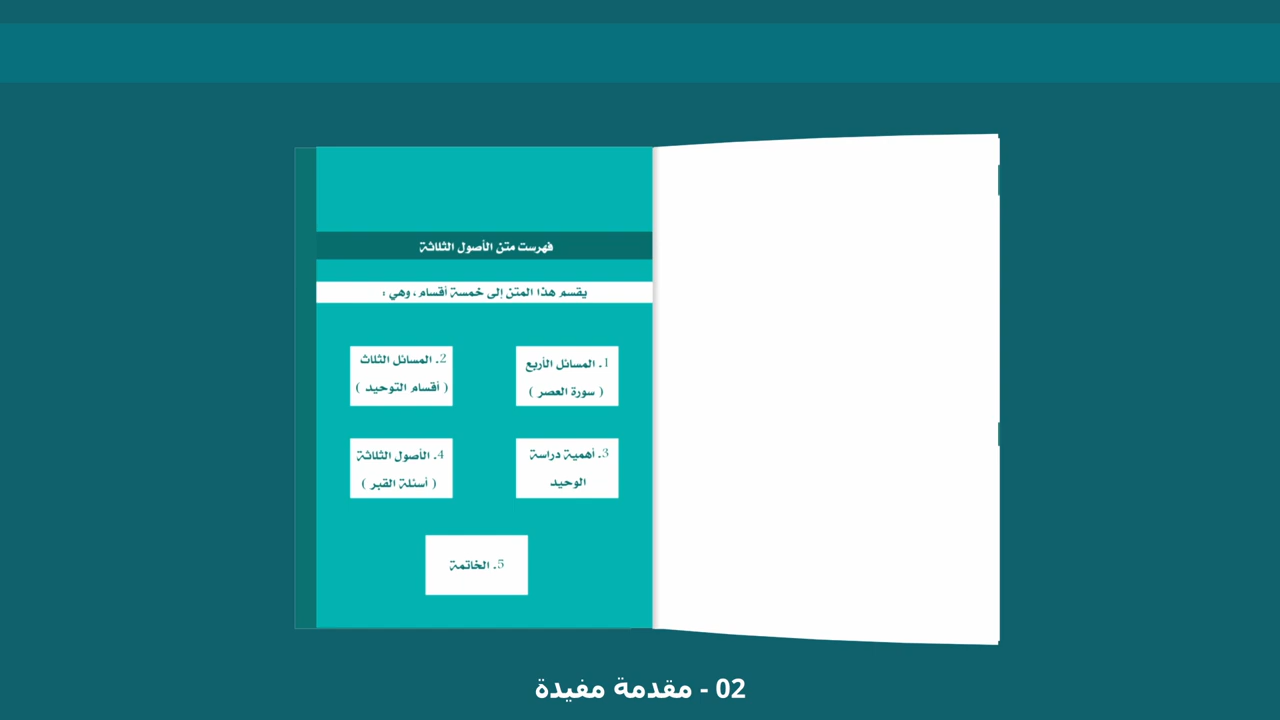 فهرست متن الأصول الثلاثة
يقسم هذا المتن إلى خمسة أقسام ، وهي :
1. المسائل الأربع
( سورة العصر )
2. المسائل الثلاث
( أقسام التوحيد )
3. أهمية دراسة
الوحيد
4. الأصول الثلاثة
( أسئلة القبر )
5. الخاتمة
02 - مقدمة مفيدة